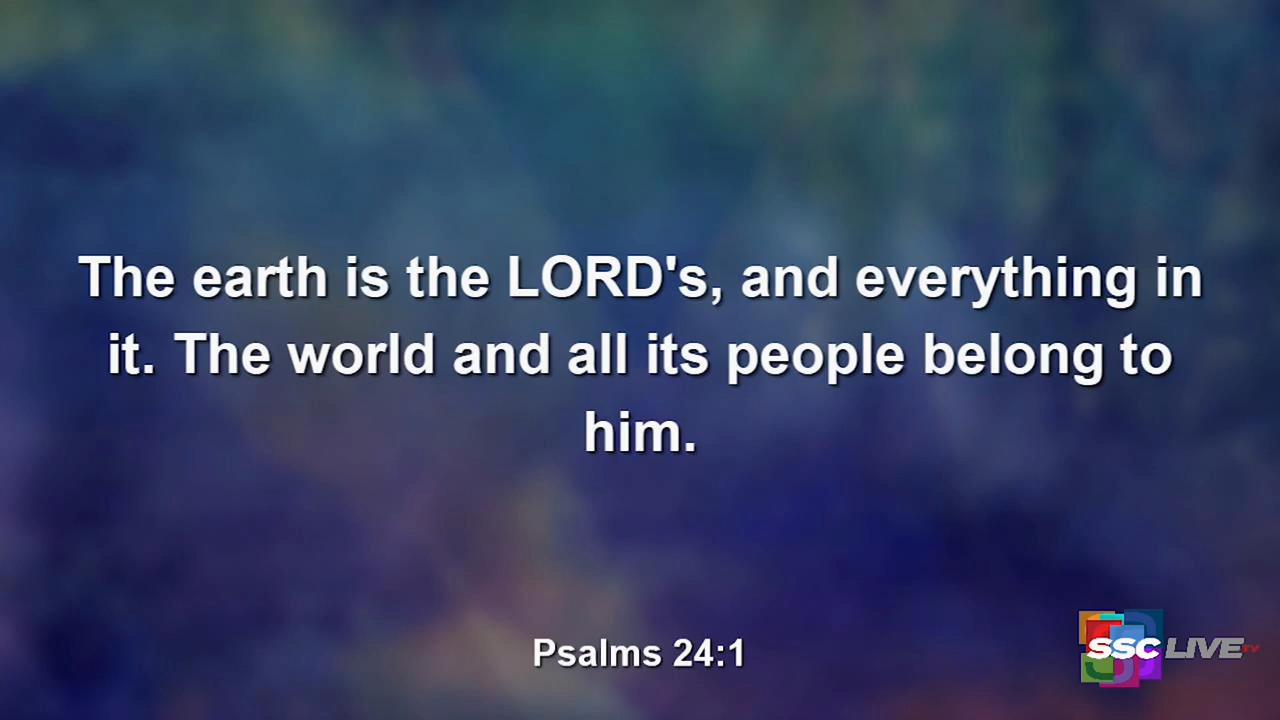 The earth is the LORD's, and everything in
it. The world and all its people belong to
him.
Psalms 24:1
SSC LIVE TV